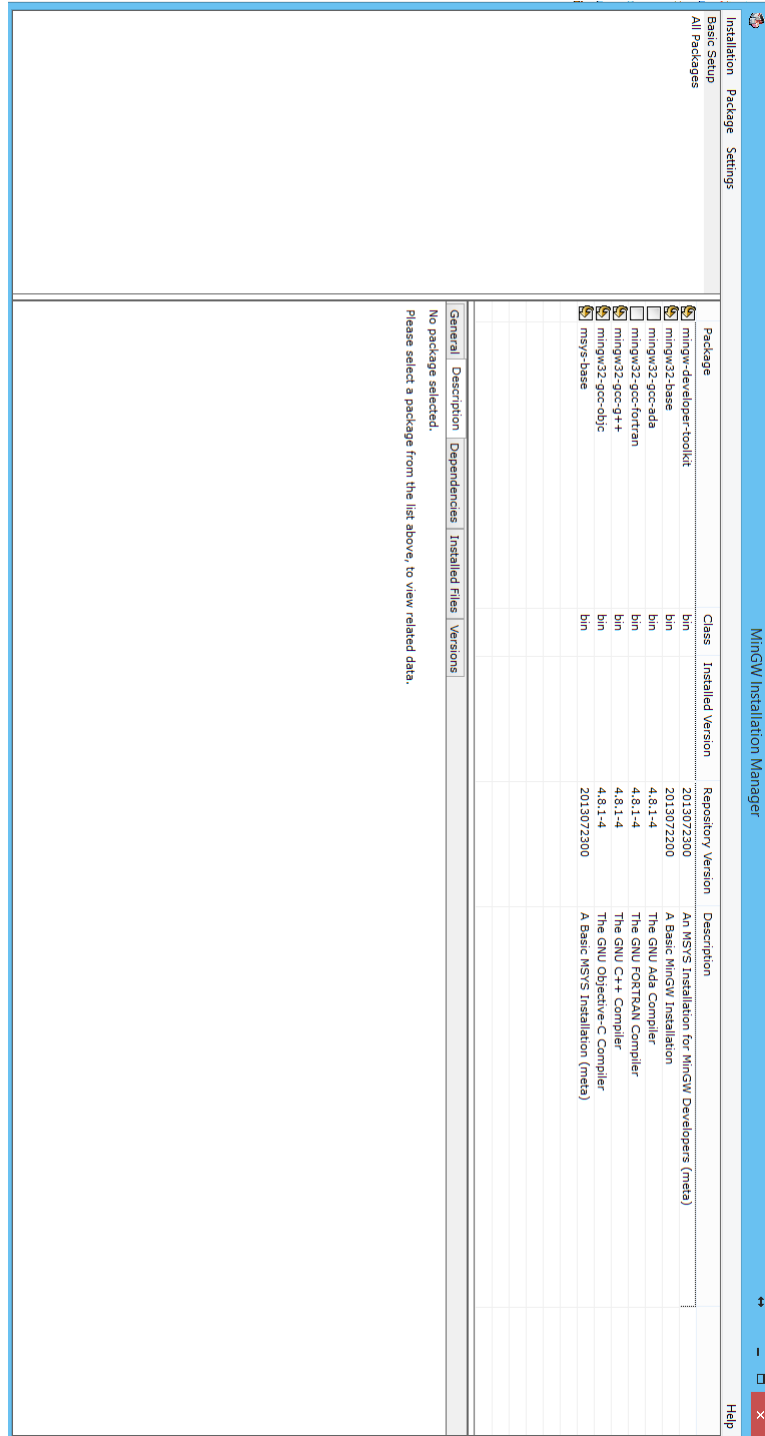 MinGW Installation Manager
Installation Package Settings Help
Basic Setup
All Packages
Package Class Installed Version Repository Version Description
mingw-developer-toolkit bin 2013072300 An MSYS Installation for MinGW Developers (meta)
mingw32-base bin 2013072200 A Basic MinGW Installation
mingw32-gcc-ada bin 4.8.1-4 The GNU Ada Compiler
mingw32-gcc-fortran bin 4.8.1-4 The GNU FORTRAN Compiler
mingw32-gcc-g++ bin 4.8.1-4 The GNU C++ Compiler
mingw32-gcc-objc bin 4.8.1-4 The GNU Objective-C Compiler
msys-base bin 2013072300 A Basic MSYS Installation (meta)
General Description Dependencies Installed Files Versions
No package selected.
Please select a package from the list above, to view related data.